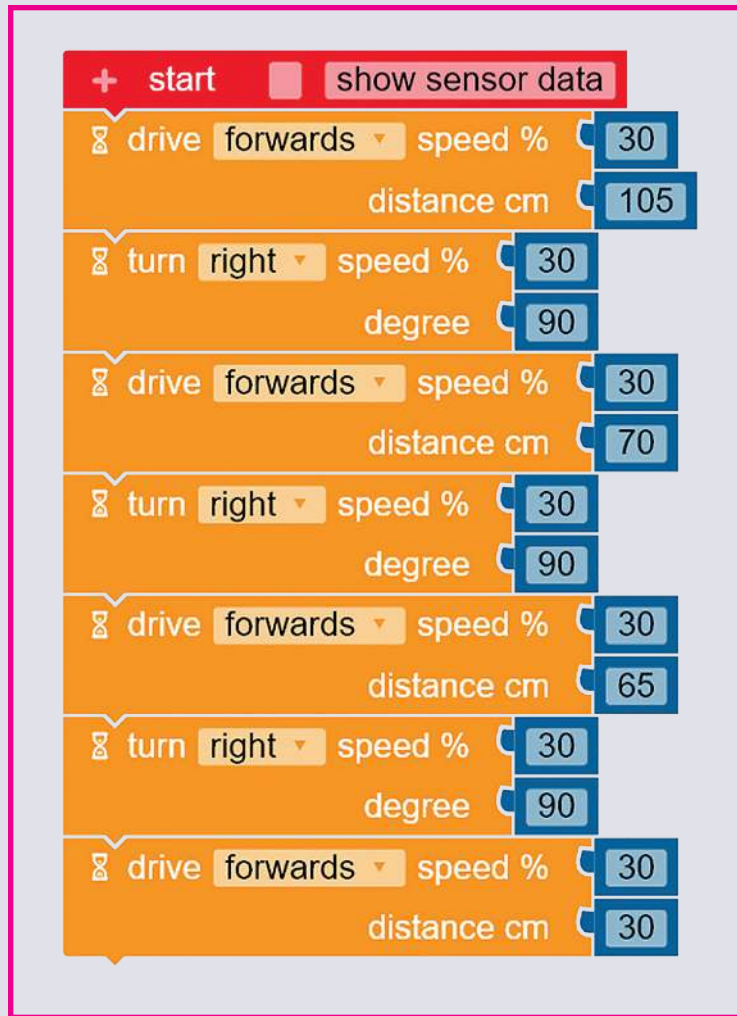 + start show sensor data
drive forwards speed % 30
distance cm 105
turn right speed % 30
degree 90
drive forwards speed % 30
distance cm 70
turn right speed % 30
degree 90
drive forwards speed % 30
distance cm 65
turn right speed % 30
degree 90
drive forwards speed % 30
distance cm 30